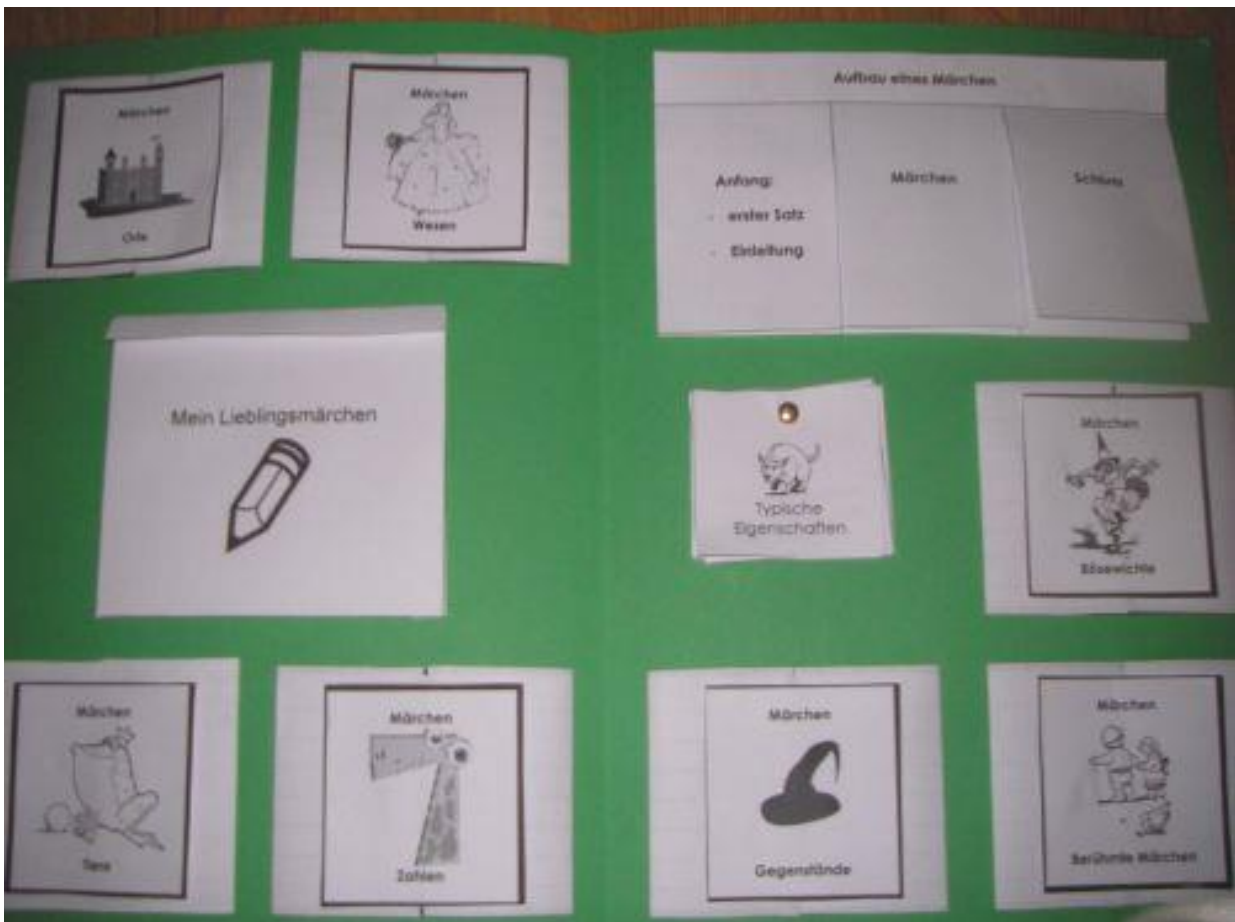 Märchen
Orte
Märchen
Wesen
Aufbau eines Märchen
Anfang:
- erster Satz
- Einleitung
Märchen
Schluss
Mein Lieblingsmärchen
Typische
Eigenschaften
Märchen
Bösewichte
Märchen
Tiere
Märchen
7
Zahlen
Märchen
Gegenstände
Märchen
Berühmte Märchen